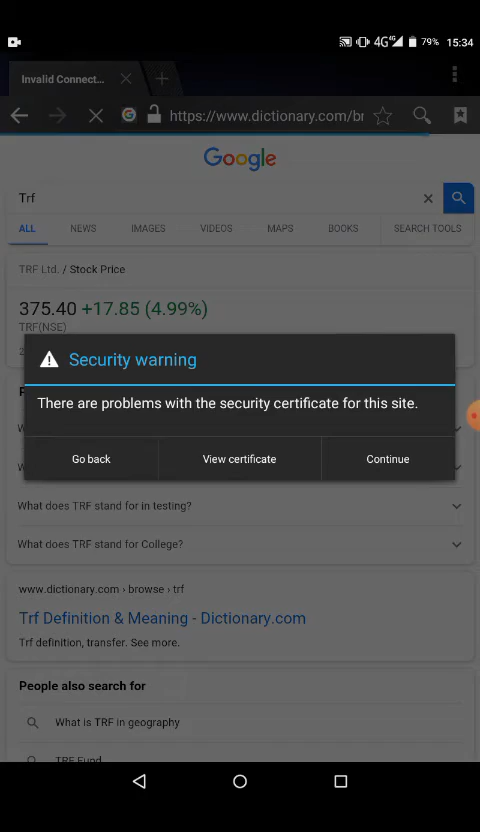 4G 4G 79% 15:34
Invalid Connect...
https://www.dictionary.com/br
Google
Trf
ALL NEWS IMAGES VIDEOS MAPS BOOKS SEARCH TOOLS
TRF Ltd. / Stock Price
375.40 +17.85 (4.99%)
TRF(NSE)
2
Security warning
There are problems with the security certificate for this site.
Go back View certificate Continue
What does TRF stand for in testing?
What does TRF stand for College?
www.dictionary.com › browse › trf
Trf Definition & Meaning - Dictionary.com
Trf definition, transfer. See more.
People also search for
What is TRF in geography
TRF Fund